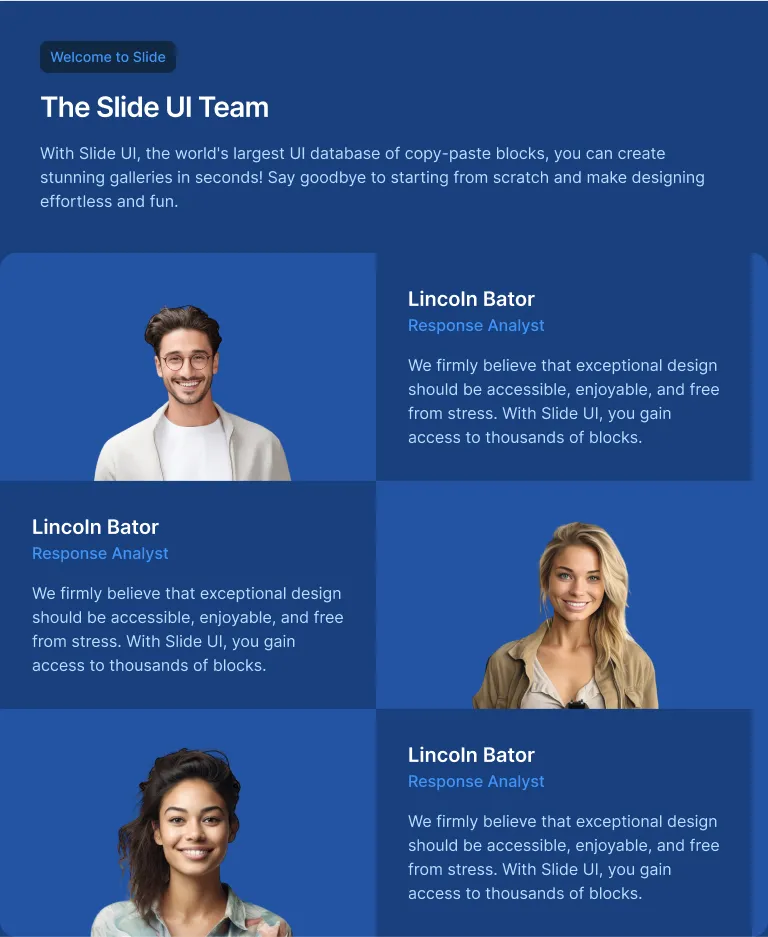 Welcome to Slide
The Slide UI Team
With Slide UI, the world's largest UI database of copy-paste blocks, you can create
stunning galleries in seconds! Say goodbye to starting from scratch and make designing
effortless and fun.
Lincoln Bator
Response Analyst
We firmly believe that exceptional design
should be accessible, enjoyable, and free
from stress. With Slide UI, you gain
access to thousands of blocks.
Lincoln Bator
Response Analyst
We firmly believe that exceptional design
should be accessible, enjoyable, and free
from stress. With Slide UI, you gain
access to thousands of blocks.
Lincoln Bator
Response Analyst
We firmly believe that exceptional design
should be accessible, enjoyable, and free
from stress. With Slide UI, you gain
access to thousands of blocks.